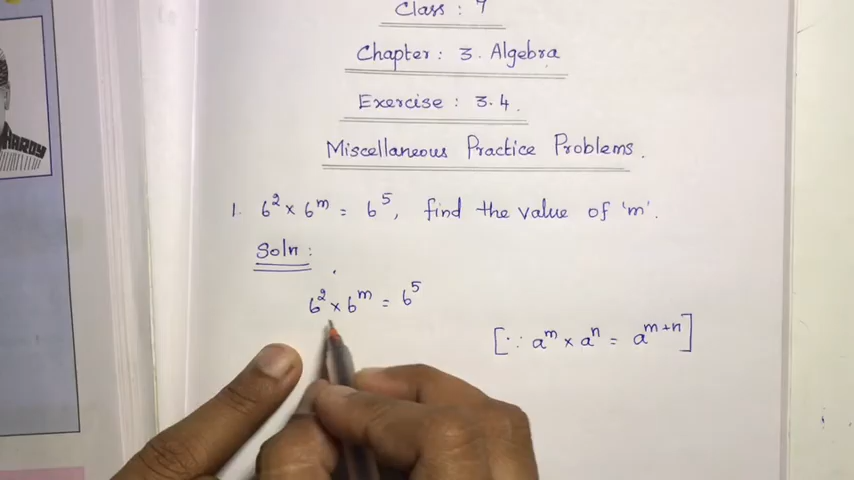 Class : 7
Chapter : 3. Algebra
Exercise : 3.4.
Miscellaneous Practice Problems.
1. 6² × 6ᵐ = 6⁵, find the value of 'm'.
Soln :
6² × 6ᵐ = 6⁵
[∵ aᵐ × aⁿ = aᵐ⁺ⁿ]
HARDY